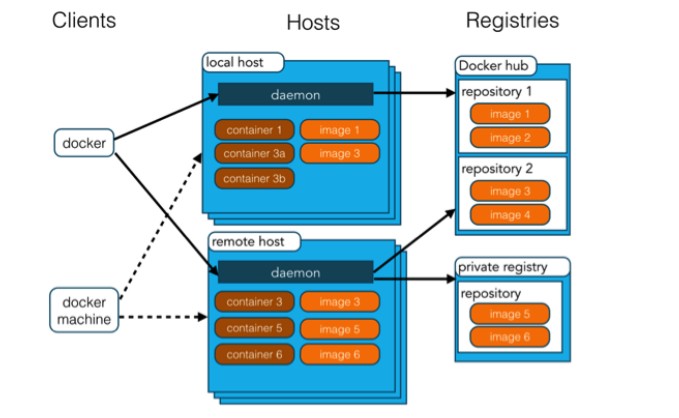 Clients
Hosts
Registries
local host
daemon
container 1
image 1
container 3a
image 3
container 3b
docker
docker
machine
remote host
daemon
container 3
image 3
container 5
image 5
container 6
image 6
Docker hub
repository 1
image 1
image 2
repository 2
image 3
image 4
private registry
repository
image 5
image 6